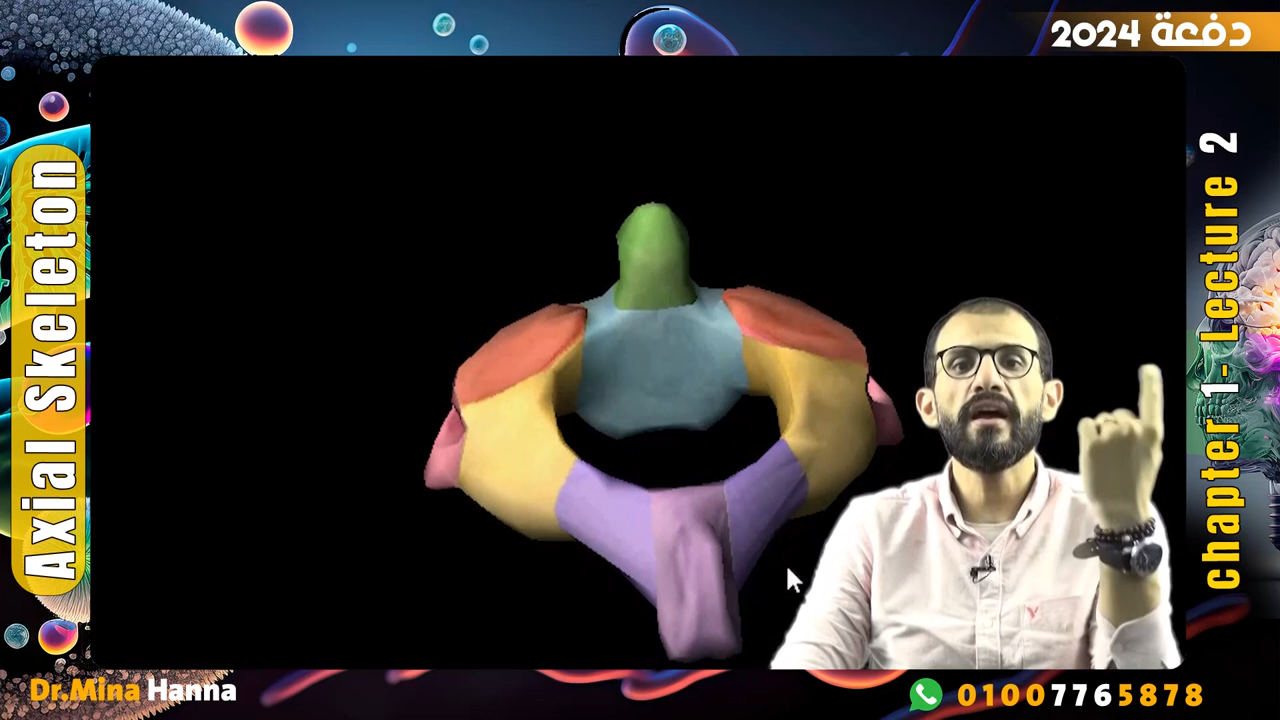 دفعة 2024
Axial Skeleton
chapter 1- Lecture 2
Dr.Mina Hanna
01007765878